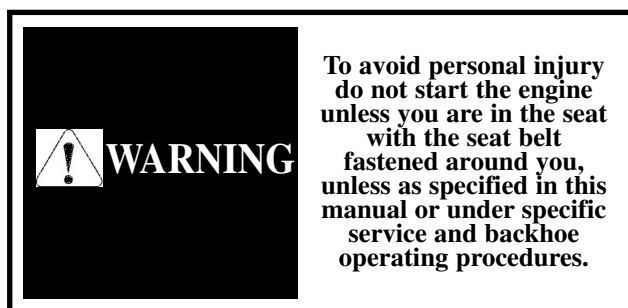 WARNING
To avoid personal injury
do not start the engine
unless you are in the seat
with the seat belt
fastened around you,
unless as specified in this
manual or under specific
service and backhoe
operating procedures.